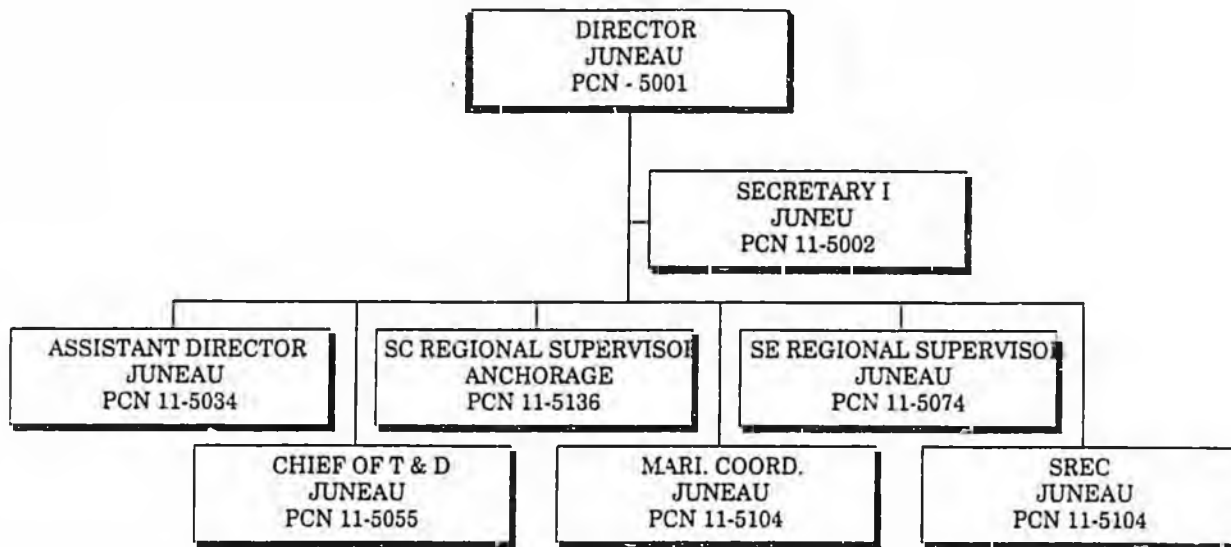 DIRECTOR
JUNEAU
PCN - 5001
SECRETARY I
JUNEU
PCN 11-5002
ASSISTANT DIRECTOR
JUNEAU
PCN 11-5034
SC REGIONAL SUPERVISOR
ANCHORAGE
PCN 11-5136
SE REGIONAL SUPERVISOR
JUNEAU
PCN 11-5074
CHIEF OF T & D
JUNEAU
PCN 11-5055
MARI. COORD.
JUNEAU
PCN 11-5104
SREC
JUNEAU
PCN 11-5104